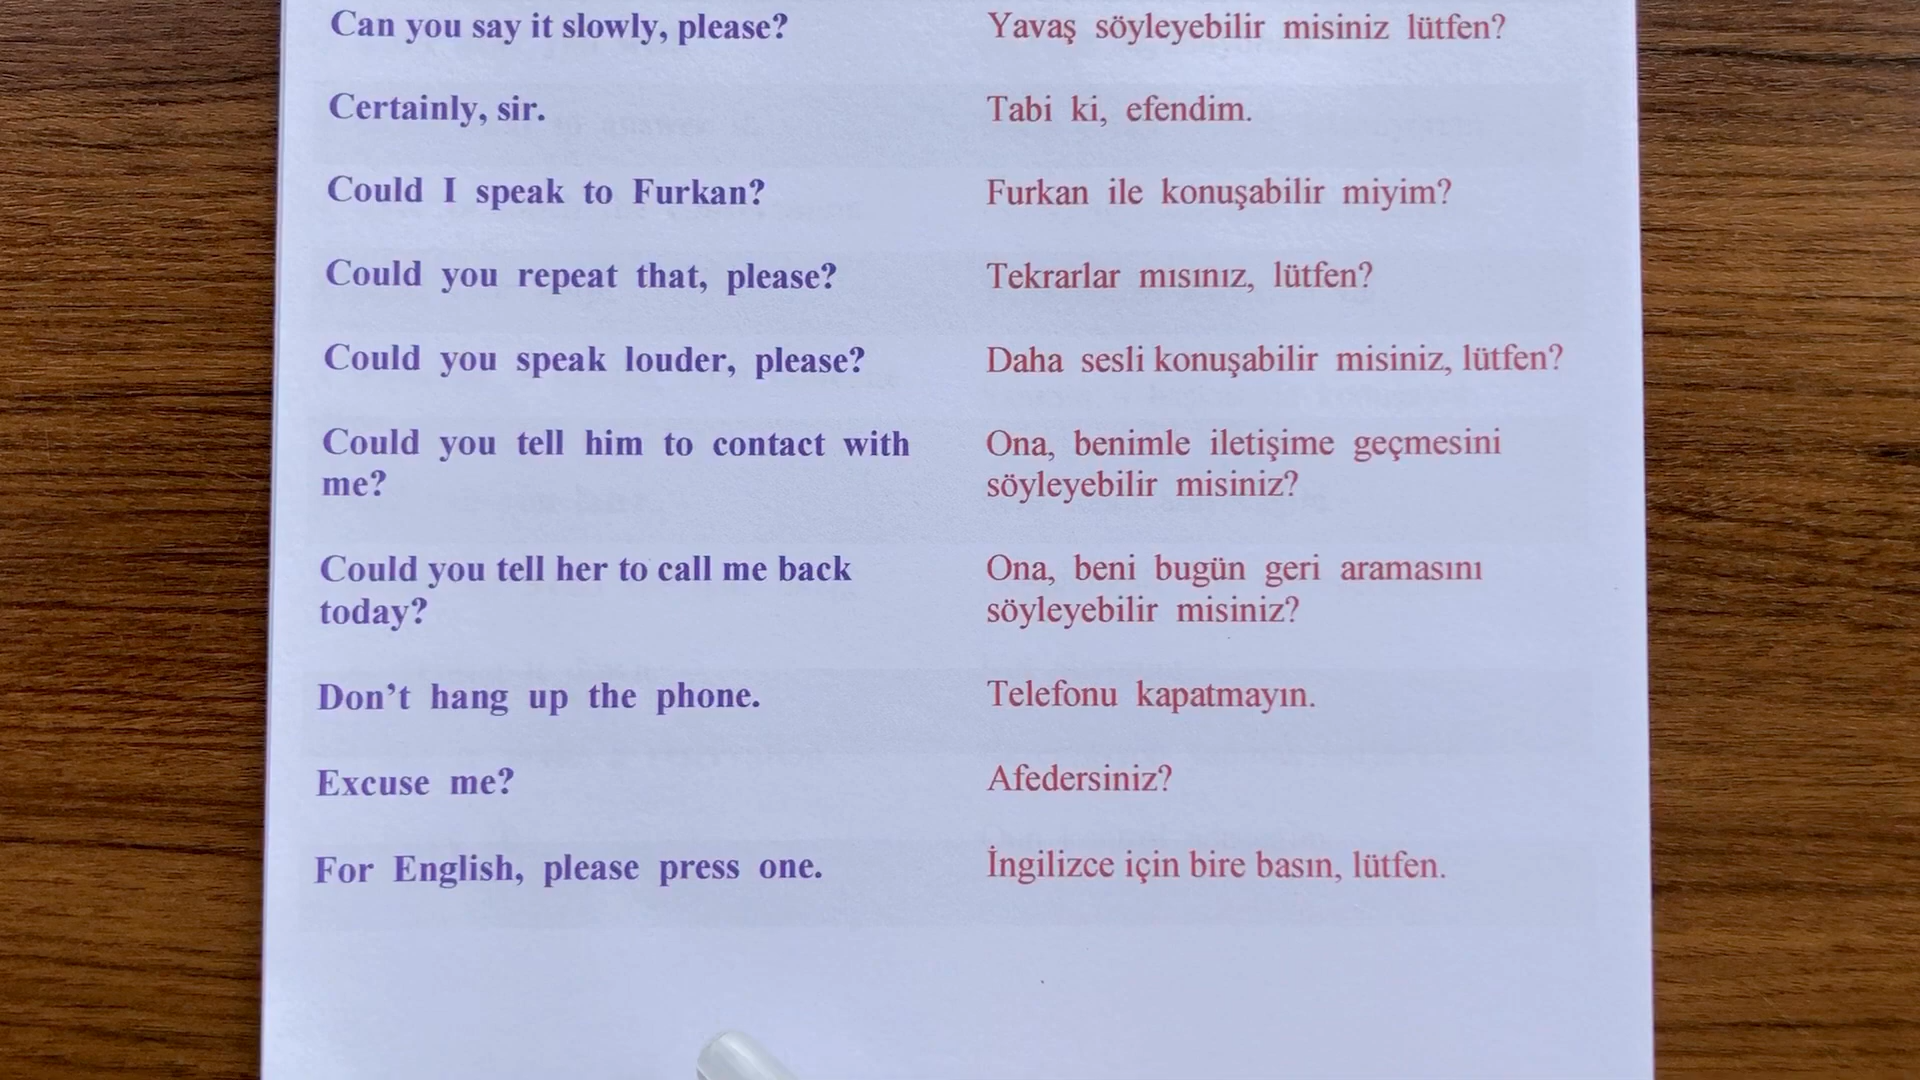 Can you say it slowly, please? Yavaş söyleyebilir misiniz lütfen?
Certainly, sir. Tabi ki, efendim.
Could I speak to Furkan? Furkan ile konuşabilir miyim?
Could you repeat that, please? Tekrarlar mısınız, lütfen?
Could you speak louder, please? Daha sesli konuşabilir misiniz, lütfen?
Could you tell him to contact with
me?
Ona, benimle iletişime geçmesini
söyleyebilir misiniz?
Could you tell her to call me back
today?
Ona, beni bugün geri aramasını
söyleyebilir misiniz?
Don’t hang up the phone. Telefonu kapatmayın.
Excuse me? Afedersiniz?
For English, please press one. İngilizce için bire basın, lütfen.